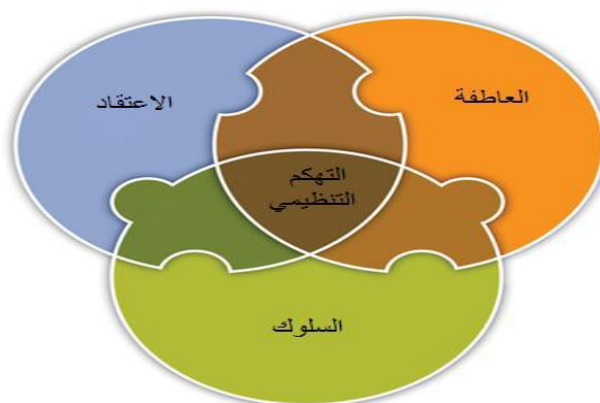 العاطفة
الاعتقاد
التهكم
التنظيمي
السلوك